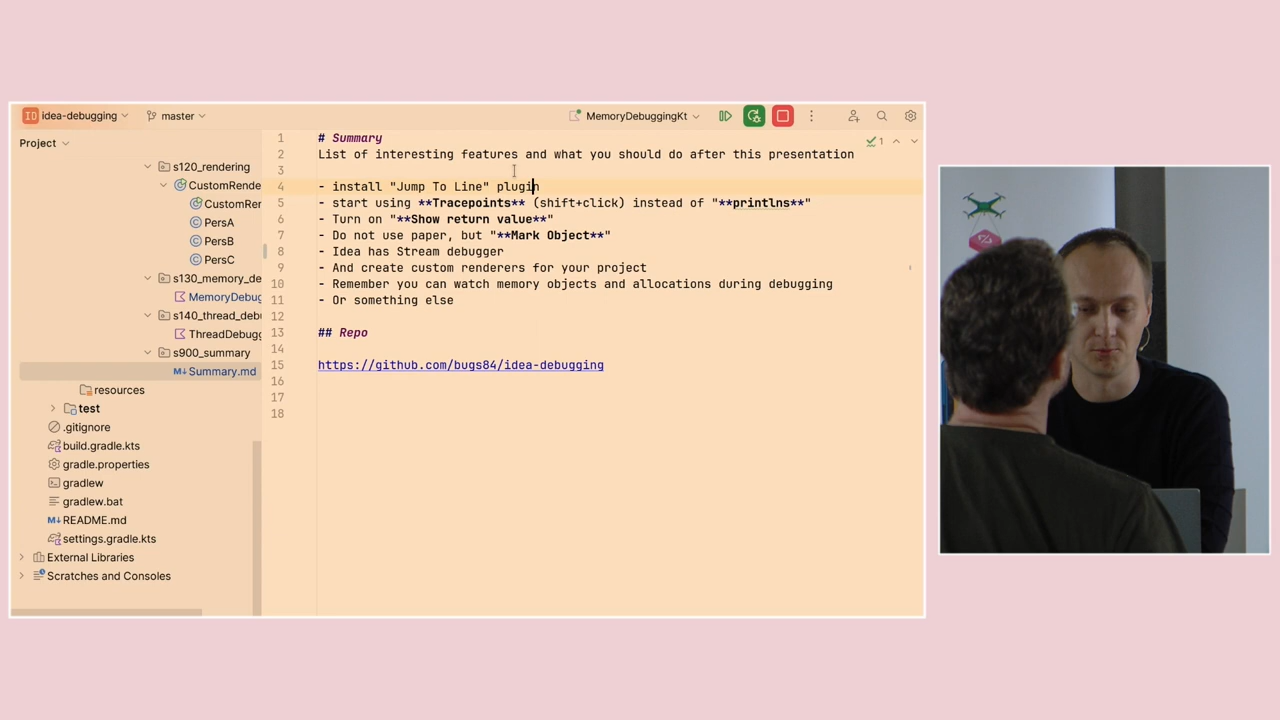 ID idea-debugging
master
MemoryDebuggingKt
Project
s120_rendering
CustomRende
CustomRer
PersA
PersB
PersC
s130_memory_de
MemoryDebug
s140_thread_debu
ThreadDebugg
s900_summary
Summary.md
resources
test
.gitignore
build.gradle.kts
gradle.properties
gradlew
gradlew.bat
README.md
settings.gradle.kts
External Libraries
Scratches and Consoles
1 # Summary
2 List of interesting features and what you should do after this presentation
3
4 - install "Jump To Line" plugin
5 - start using **Tracepoints** (shift+click) instead of "**printlns**"
6 - Turn on "**Show return value**"
7 - Do not use paper, but "**Mark Object**"
8 - Idea has Stream debugger
9 - And create custom renderers for your project
10 - Remember you can watch memory objects and allocations during debugging
11 - Or something else
12
13 ## Repo
14
15 https://github.com/bugs84/idea-debugging
16
17
18
1